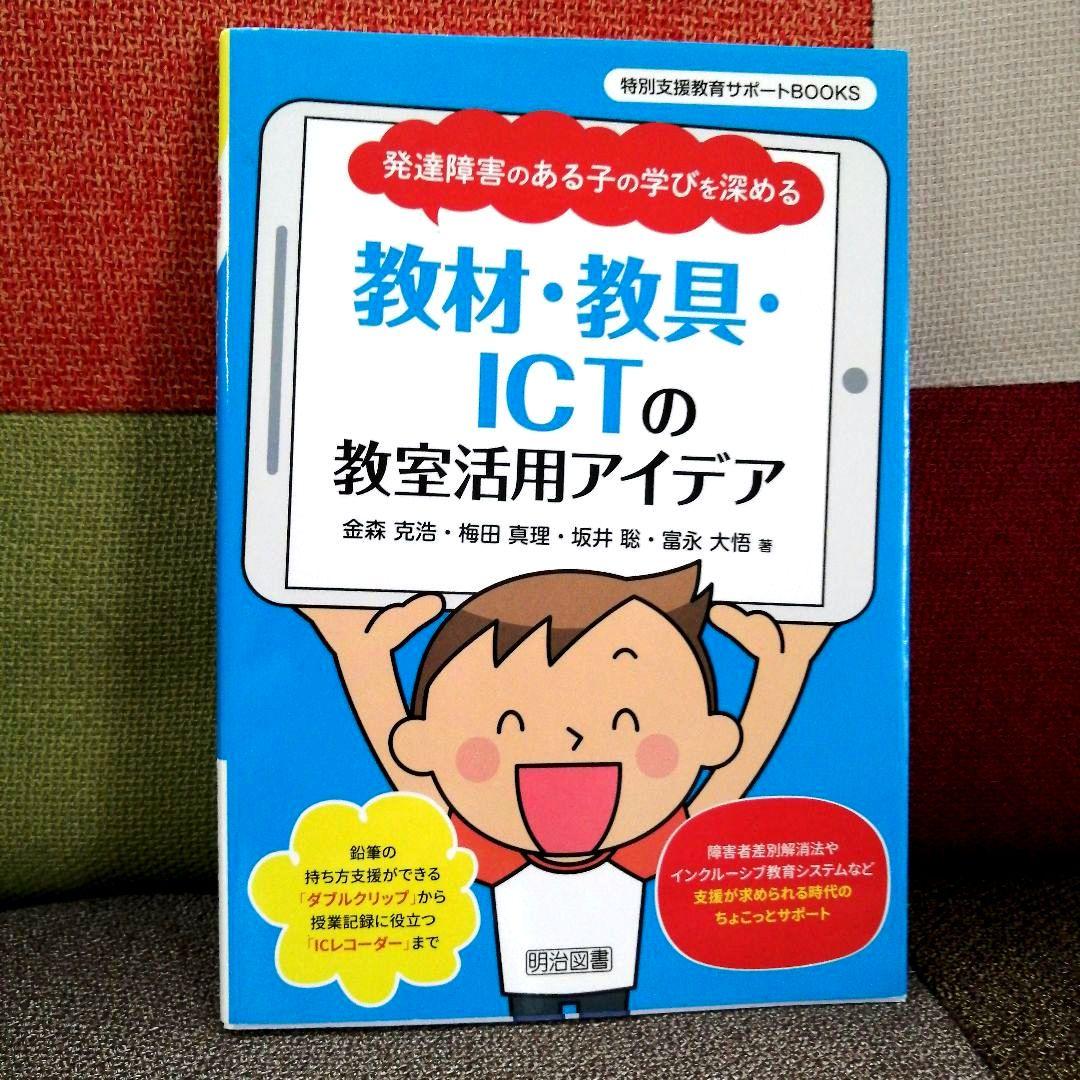 特別支援教育サポートBOOKS
発達障害のある子の学びを深める
教材・教具・
ICTの
教室活用アイデア
金森 克浩・梅田 真理・坂井 聡・富永 大悟 著
鉛筆の
持ち方支援ができる
「ダブルクリップ」から
授業記録に役立つ
「ICレコーダー」まで
障害者差別解消法や
インクルーシブ教育システムなど
支援が求められる時代の
ちょこっとサポート
明治図書